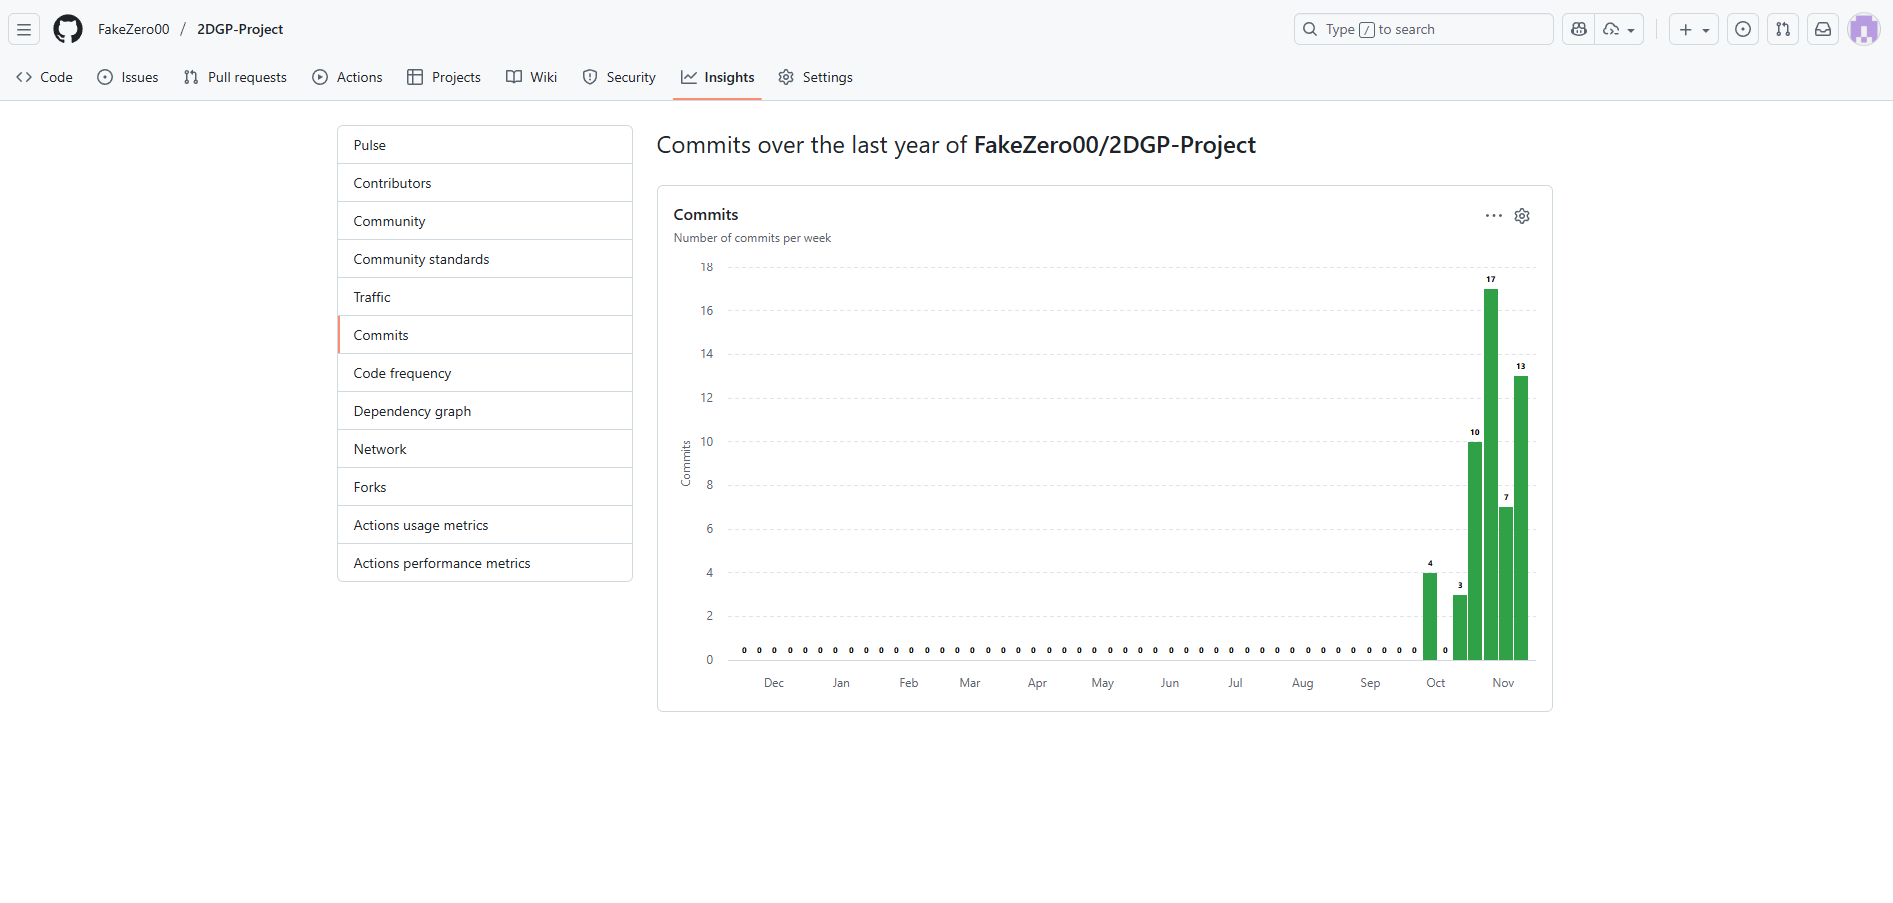 FakeZero00 / 2DGP-Project
Type / to search
Code Issues Pull requests Actions Projects Wiki Security Insights Settings
Pulse
Contributors
Community
Community standards
Traffic
Commits
Code frequency
Dependency graph
Network
Forks
Actions usage metrics
Actions performance metrics
Commits over the last year of FakeZero00/2DGP-Project
Commits
Number of commits per week
Commits
18
16
14
12
10
8
6
4
2
0
0 0 0 0 0 0 0 0 0 0 0 0 0 0 0 0 0 0 0 0 0 0 0 0 0 0 0 0 0 0 0 0 0 0 0 0 0 0 0 0 0 0 0 0 0 4 0 3 10 17 7 13
Dec Jan Feb Mar Apr May Jun Jul Aug Sep Oct Nov